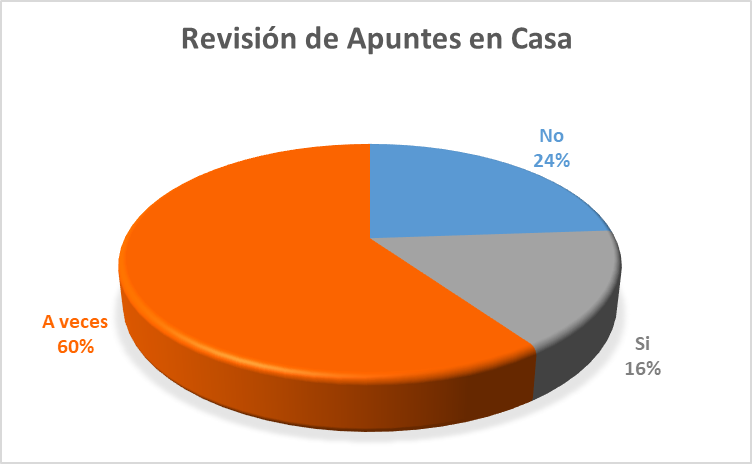 Revisión de Apuntes en Casa
No
24%
A veces
60%
Si
16%